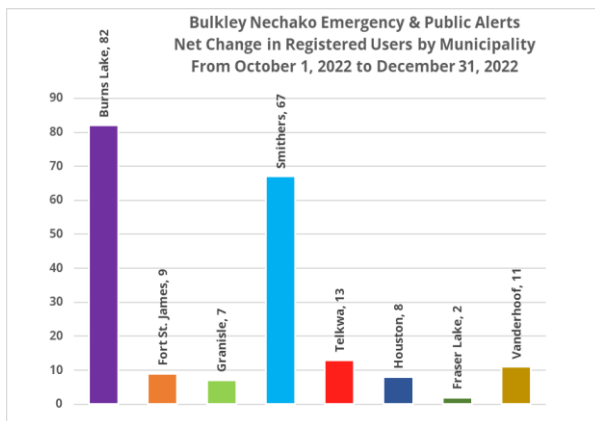 Bulkley Nechako Emergency & Public Alerts
Net Change in Registered Users by Municipality
From October 1, 2022 to December 31, 2022
90
80
70
60
50
40
30
20
10
0
Burns Lake, 82
Fort St. James, 9
Granisle, 7
Smithers, 67
Telkwa, 13
Houston, 8
Fraser Lake, 2
Vanderhoof, 11